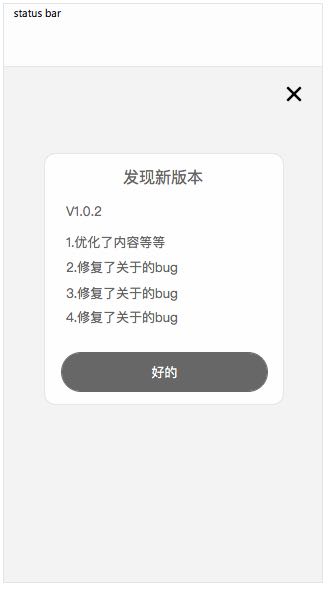 status bar
发现新版本
V1.0.2
1.优化了内容等等
2.修复了关于的bug
3.修复了关于的bug
4.修复了关于的bug
好的